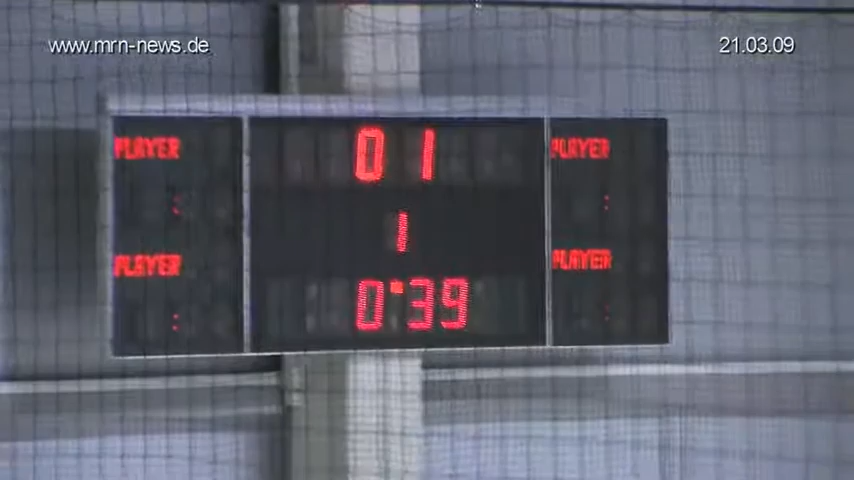 www.mrn-news.de 21.03.09
PLAYER 0 1 PLAYER
: :
1
PLAYER PLAYER
: 0:39 :